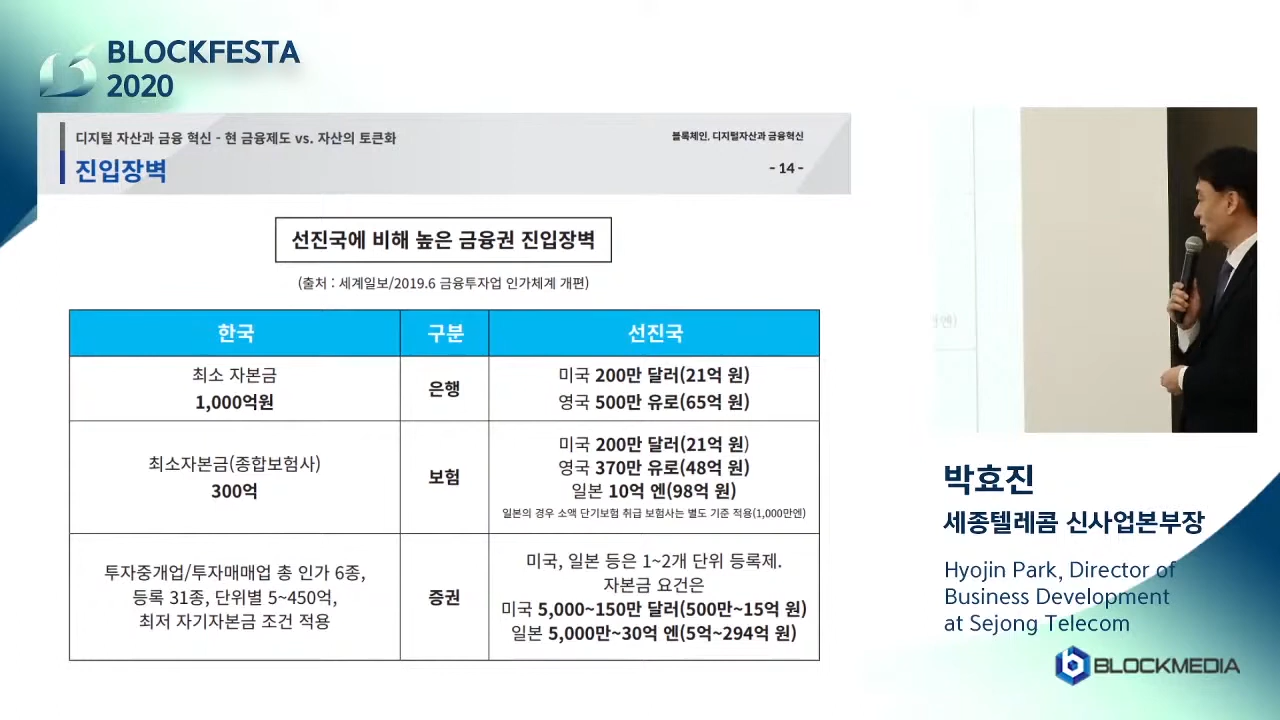 BLOCKFESTA
2020
디지털 자산과 금융 혁신 - 현 금융제도 vs. 자산의 토큰화
블록체인, 디지털자산과 금융혁신
진입장벽
- 14 -
선진국에 비해 높은 금융권 진입장벽
(출처 : 세계일보/2019.6 금융투자업 인가체계 개편)
한국 구분 선진국
최소 자본금
1,000억원
은행
미국 200만 달러(21억 원)
영국 500만 유로(65억 원)
최소자본금(종합보험사)
300억
보험
미국 200만 달러(21억 원)
영국 370만 유로(48억 원)
일본 10억 엔(98억 원)
일본의 경우 소액 단기보험 취급 보험사는 별도 기준 적용(1,000만엔)
투자중개업/투자매매업 총 인가 6종,
등록 31종, 단위별 5~450억,
최저 자기자본금 조건 적용
증권
미국, 일본 등은 1~2개 단위 등록제.
자본금 요건은
미국 5,000~150만 달러(500만~15억 원)
일본 5,000만~30억 엔(5억~294억 원)
박효진
세종텔레콤 신사업본부장
Hyojin Park, Director of
Business Development
at Sejong Telecom
BLOCKMEDIA